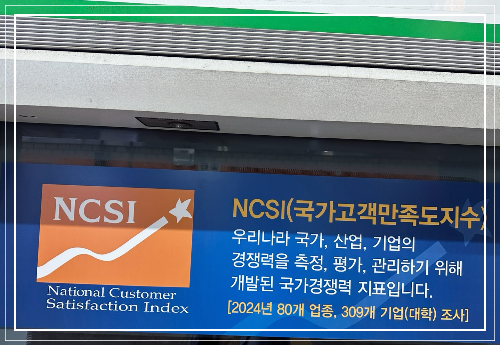 NCSI
National Customer
Satisfaction Index
NCSI(국가고객만족도지수)
우리나라 국가, 산업, 기업의
경쟁력을 측정, 평가, 관리하기 위해
개발된 국가경쟁력 지표입니다.
[2024년 80개 업종, 309개 기업(대학) 조사]